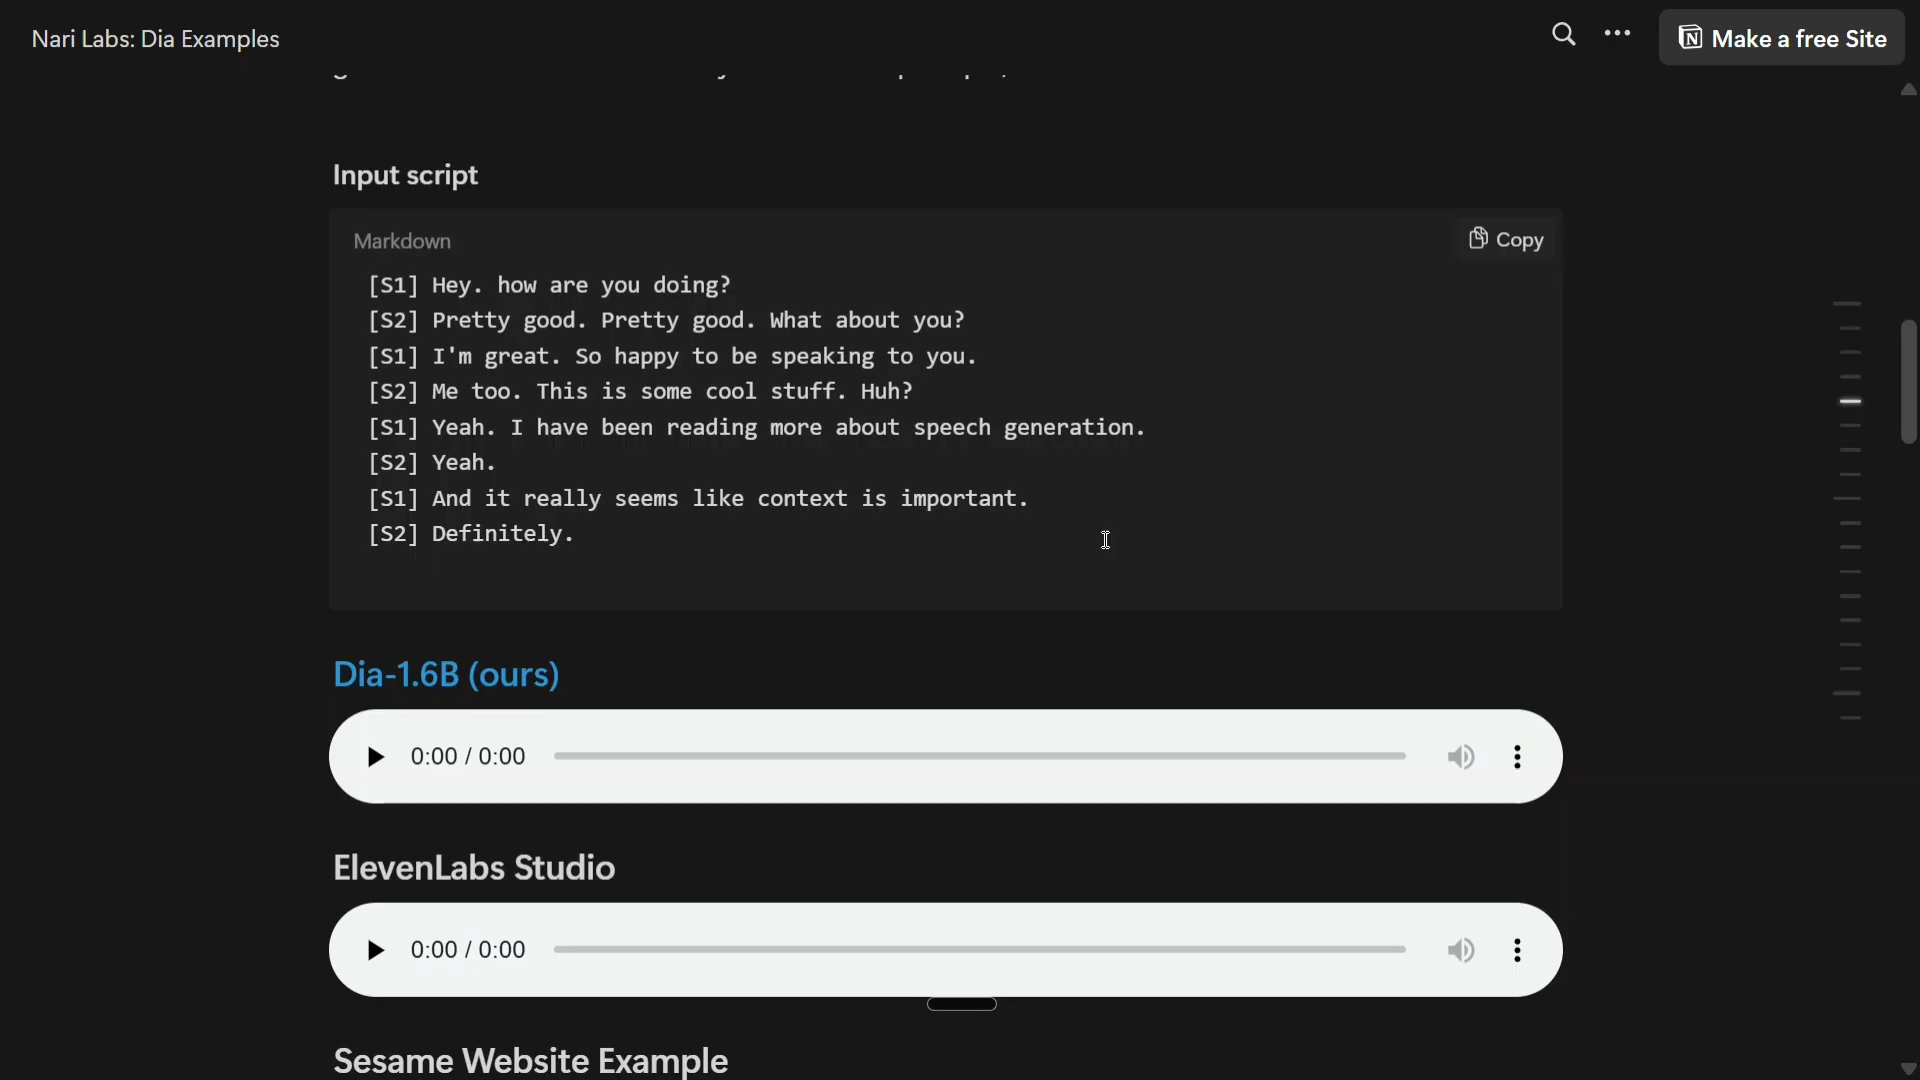 Nari Labs: Dia Examples
Make a free Site
Input script
Markdown
Copy
[S1] Hey. how are you doing?
[S2] Pretty good. Pretty good. What about you?
[S1] I'm great. So happy to be speaking to you.
[S2] Me too. This is some cool stuff. Huh?
[S1] Yeah. I have been reading more about speech generation.
[S2] Yeah.
[S1] And it really seems like context is important.
[S2] Definitely.
Dia-1.6B (ours)
0:00 / 0:00
ElevenLabs Studio
0:00 / 0:00
Sesame Website Example